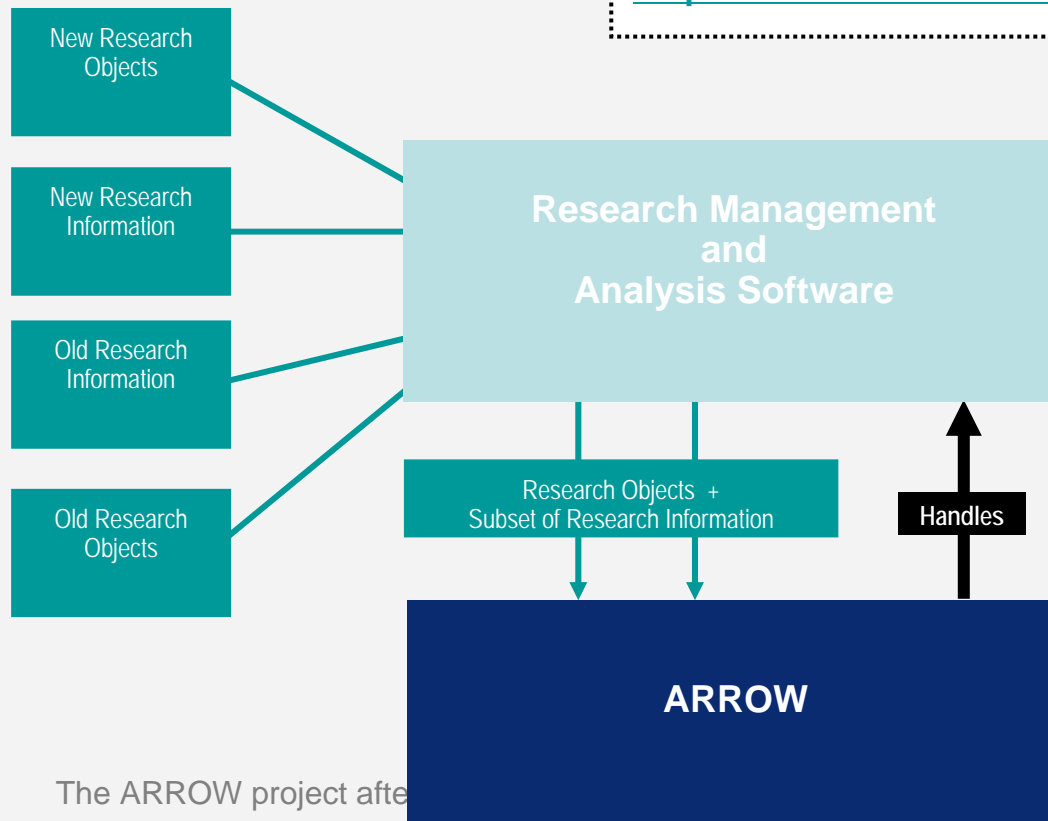 New Research
Objects
New Research
Information
Research Management
and
Analysis Software
Old Research
Information
Old Research
Objects
Research Objects +
Subset of Research Information
Handles
ARROW
The ARROW project afte